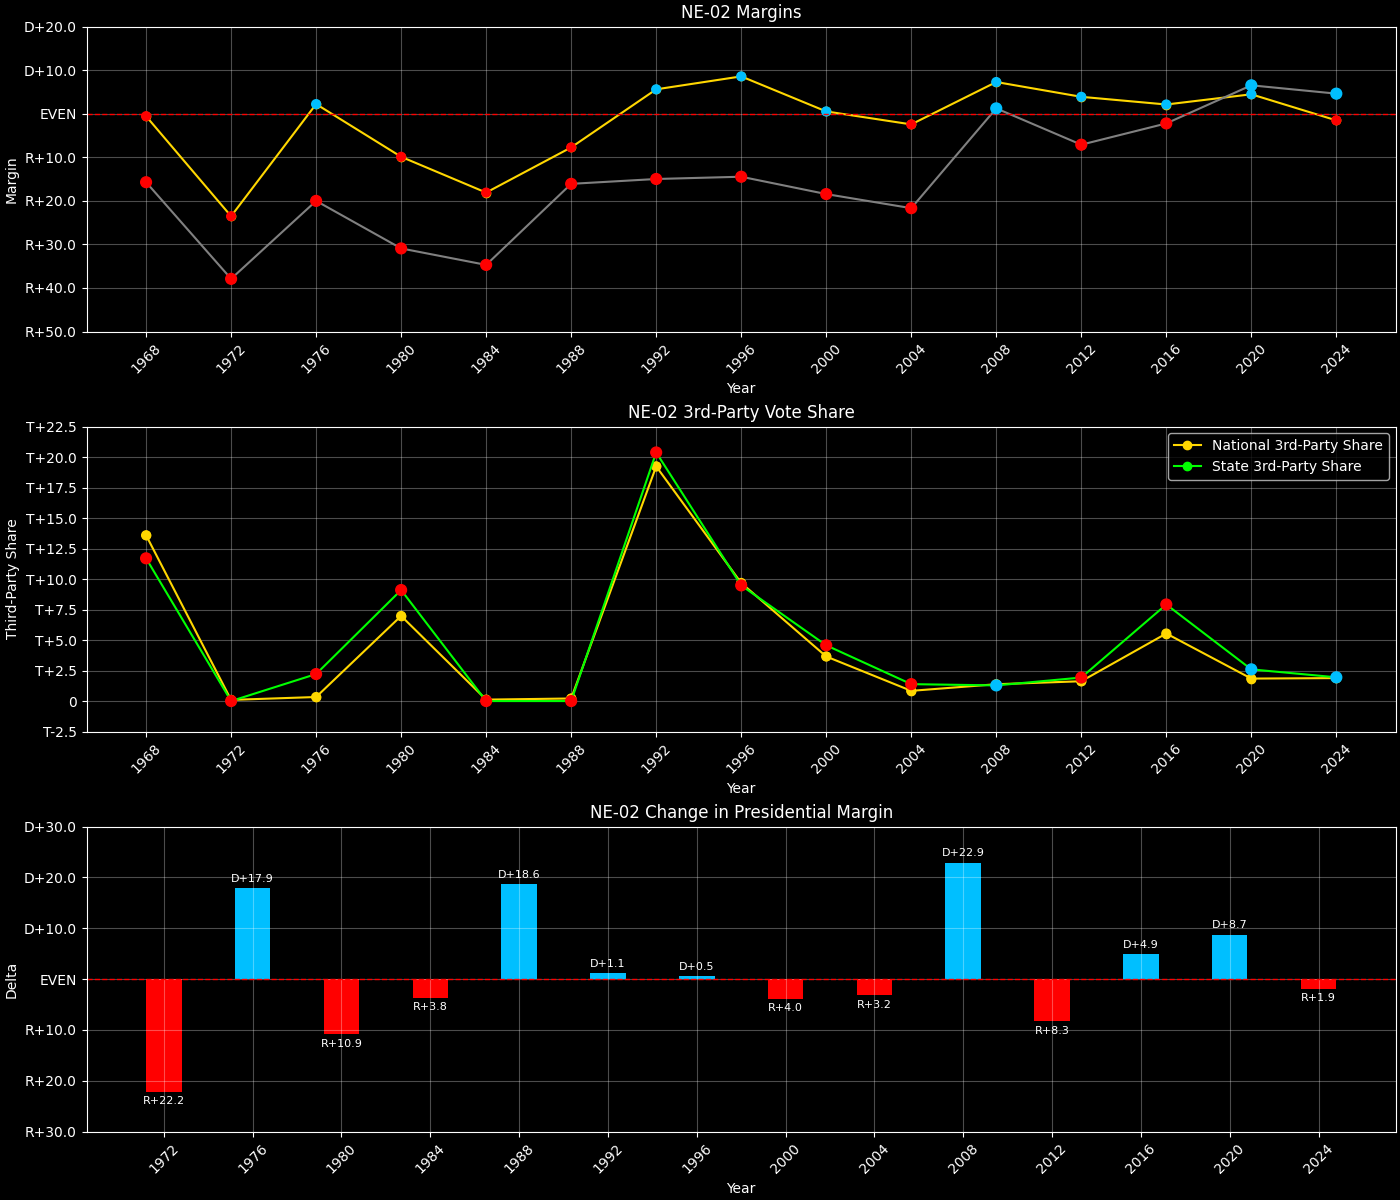 NE-02 Margins
D+20.0
D+10.0
EVEN
R+10.0
R+20.0
R+30.0
R+40.0
R+50.0
Margin
1968 1972 1976 1980 1984 1988 1992 1996 2000 2004 2008 2012 2016 2020 2024
Year
NE-02 3rd-Party Vote Share
T+22.5
T+20.0
T+17.5
T+15.0
T+12.5
T+10.0
T+7.5
T+5.0
T+2.5
0
T-2.5
Third-Party Share
National 3rd-Party Share
State 3rd-Party Share
1968 1972 1976 1980 1984 1988 1992 1996 2000 2004 2008 2012 2016 2020 2024
Year
NE-02 Change in Presidential Margin
D+30.0
D+20.0
D+10.0
EVEN
R+10.0
R+20.0
R+30.0
Delta
R+22.2
D+17.9
R+10.9
R+3.8
D+18.6
D+1.1
D+0.5
R+4.0
R+3.2
D+22.9
R+8.3
D+4.9
D+8.7
R+1.9
1972 1976 1980 1984 1988 1992 1996 2000 2004 2008 2012 2016 2020 2024
Year